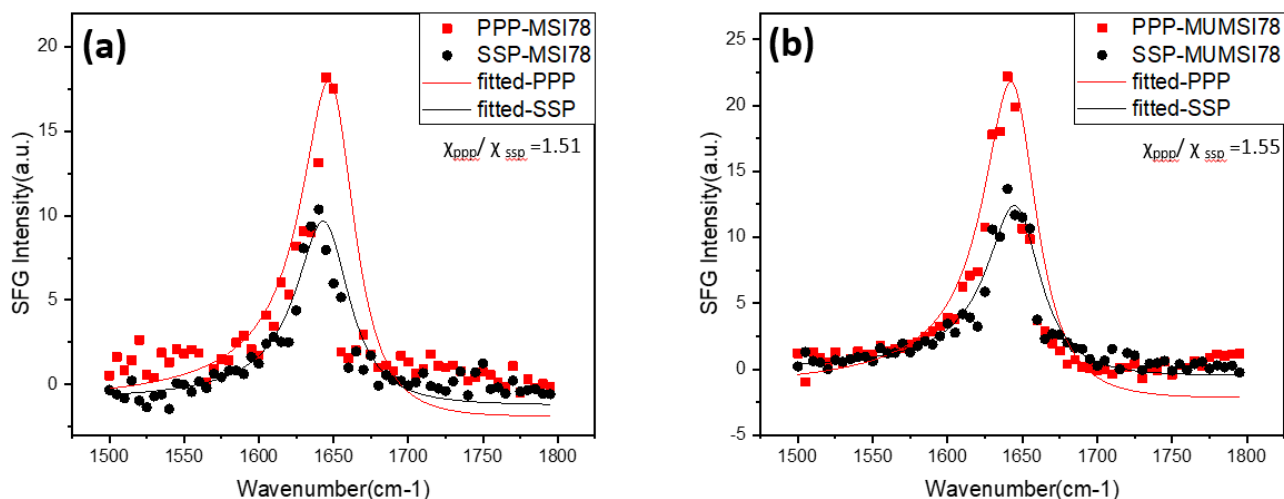 (a)
PPP-MSI78
SSP-MSI78
fitted-PPP
fitted-SSP
χppp/ χ ssp =1.51
SFG Intensity(a.u.)
20
15
10
5
0
1500 1550 1600 1650 1700 1750 1800
Wavenumber(cm-1)
(b)
PPP-MUMSI78
SSP-MUMSI78
fitted-PPP
fitted-SSP
χppp/ χ ssp =1.55
SFG Intensity(a.u.)
25
20
15
10
5
0
-5
1500 1550 1600 1650 1700 1750 1800
Wavenumber(cm-1)